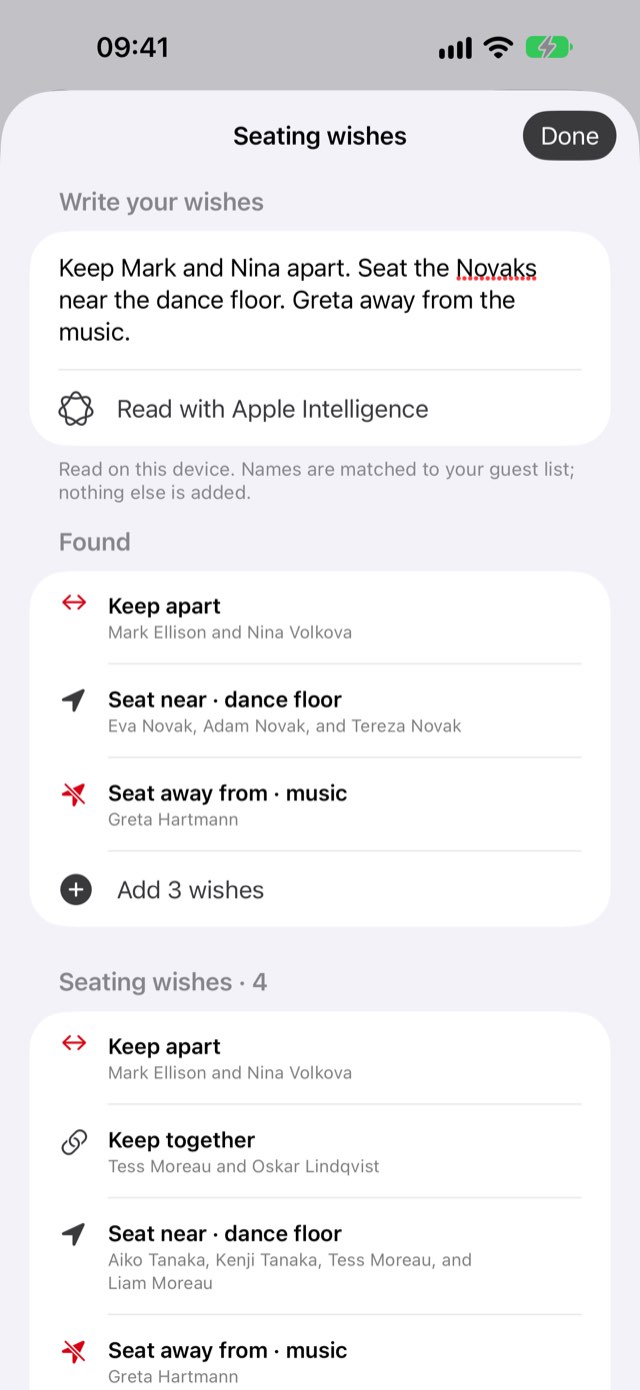 09:41
Seating wishes
Done
Write your wishes
Keep Mark and Nina apart. Seat the Novaks
near the dance floor. Greta away from the
music.
Read with Apple Intelligence
Read on this device. Names are matched to your guest list;
nothing else is added.
Found
Keep apart
Mark Ellison and Nina Volkova
Seat near · dance floor
Eva Novak, Adam Novak, and Tereza Novak
Seat away from · music
Greta Hartmann
Add 3 wishes
Seating wishes · 4
Keep apart
Mark Ellison and Nina Volkova
Keep together
Tess Moreau and Oskar Lindqvist
Seat near · dance floor
Aiko Tanaka, Kenji Tanaka, Tess Moreau, and
Liam Moreau
Seat away from · music
Greta Hartmann